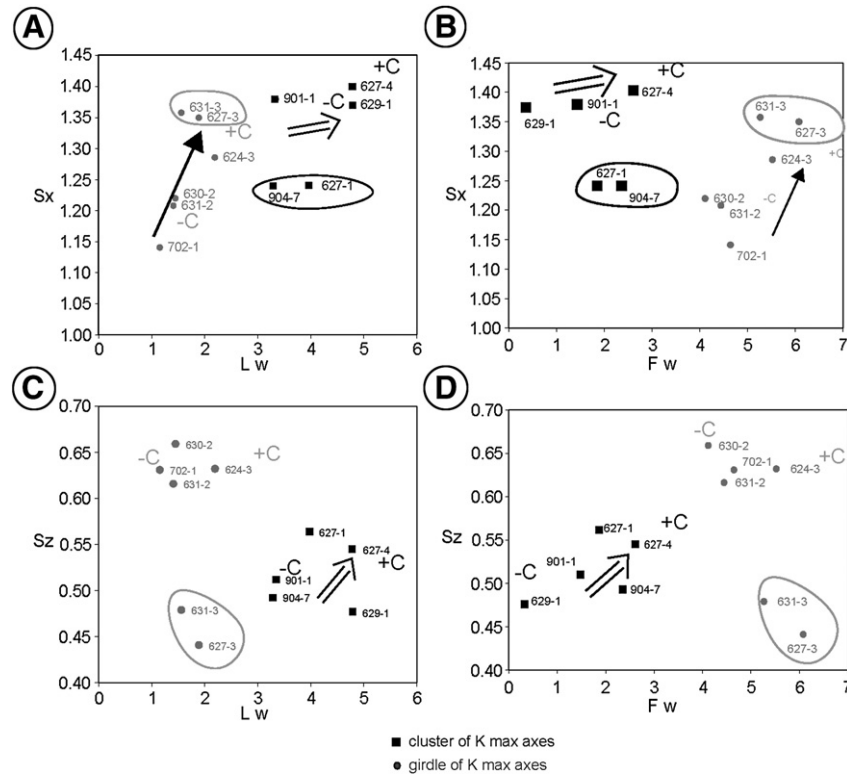 A
Sx
1.45
1.40
1.35
1.30
1.25
1.20
1.15
1.10
1.05
1.00
631-3
627-3
+C
624-3
630-2
631-2
-C
702-1
901-1
+C
627-4
-C
629-1
904-7
627-1
0 1 2 3 4 5 6
L w
B
Sx
1.45
1.40
1.35
1.30
1.25
1.20
1.15
1.10
1.05
1.00
+C
627-4
901-1
629-1
-C
627-1
904-7
631-3
627-3
624-3 +C
630-2
-C
631-2
702-1
0 1 2 3 4 5 6 7
F w
C
Sz
0.70
0.65
0.60
0.55
0.50
0.45
0.40
630-2
-C
+C
702-1
624-3
631-2
627-1
627-4
-C
+C
901-1
904-7
629-1
631-3
627-3
0 1 2 3 4 5 6
L w
D
Sz
0.70
0.65
0.60
0.55
0.50
0.45
0.40
-C
630-2
+C
702-1
624-3
631-2
+C
627-1
627-4
901-1
-C
904-7
629-1
631-3
627-3
0 1 2 3 4 5 6 7
F w
cluster of K max axes
girdle of K max axes